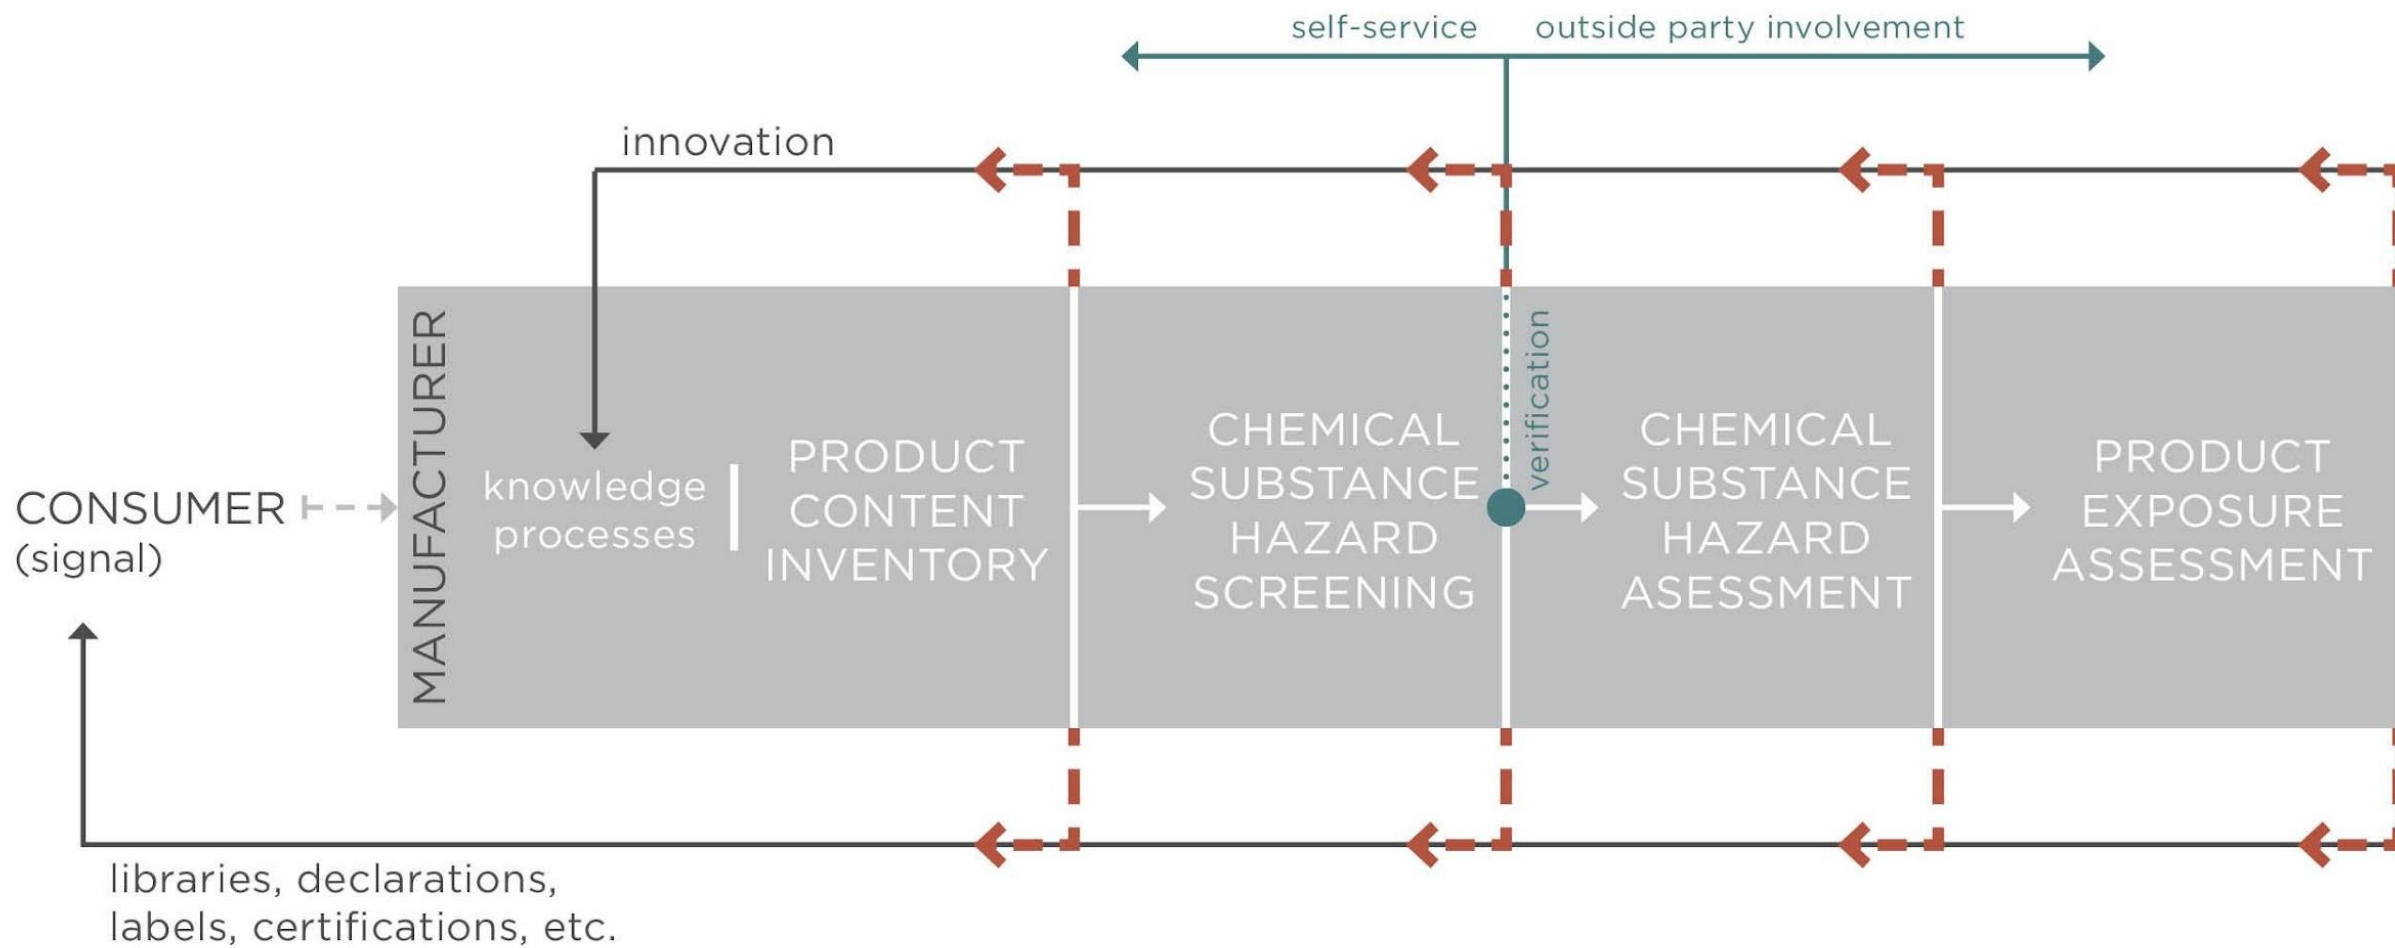 self-service
outside party involvement
innovation
CONSUMER
(signal)
MANUFACTURER
knowledge
processes
PRODUCT
CONTENT
INVENTORY
CHEMICAL
SUBSTANCE
HAZARD
SCREENING
verification
CHEMICAL
SUBSTANCE
HAZARD
ASESSMENT
PRODUCT
EXPOSURE
ASSESSMENT
libraries, declarations,
labels, certifications, etc.